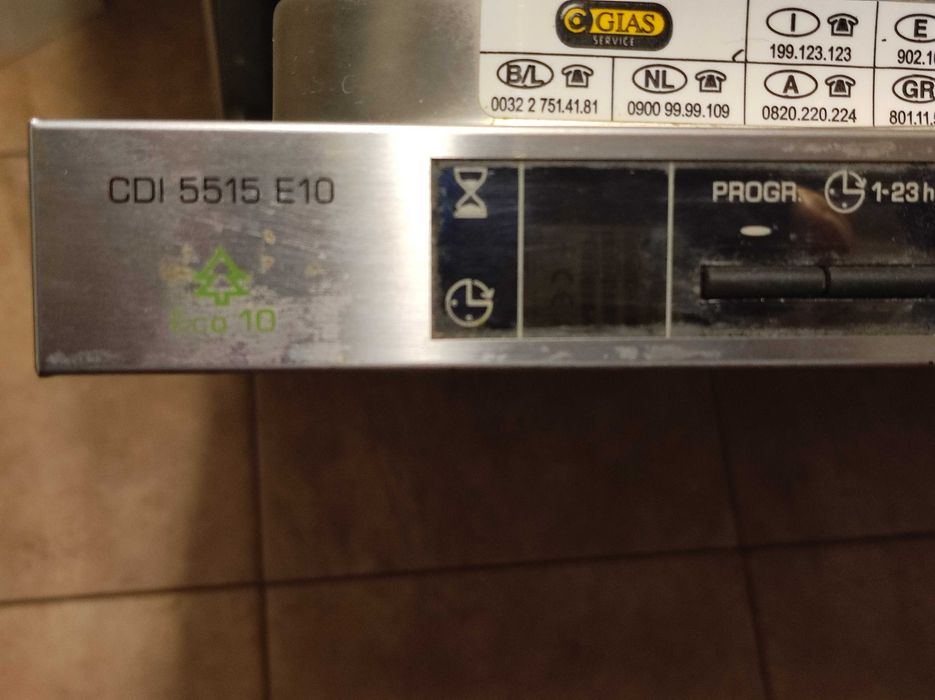 GIAS
SERVICE
I
199.123.123
E
B/L
0032 2 751.41.81
NL
0900 99.99.109
A
0820.220.224
GR
CDI 5515 E10
Eco 10
PROGR. 1-23 h